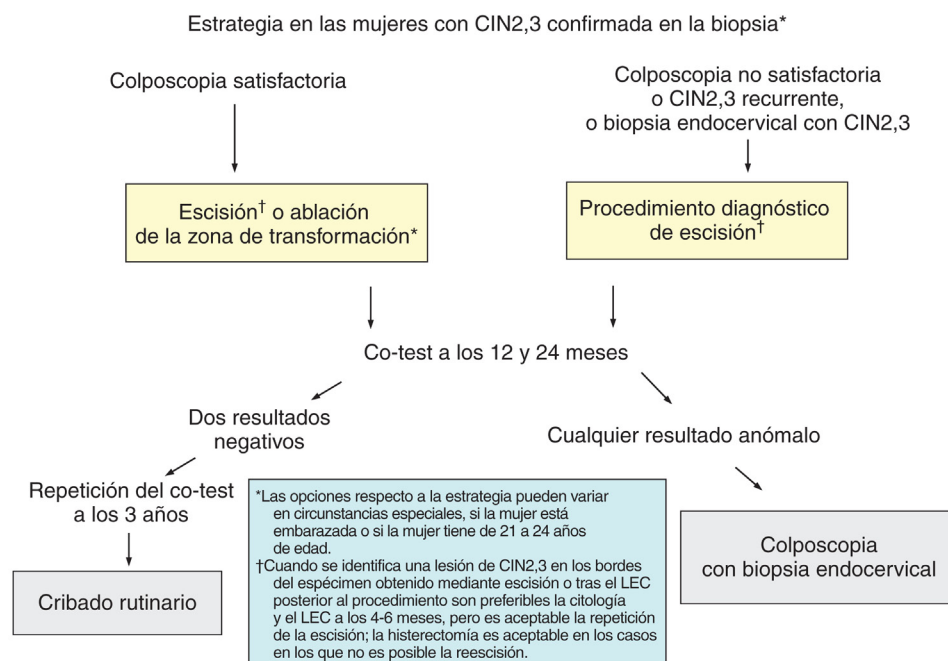 Estrategia en las mujeres con CIN2,3 confirmada en la biopsia*
Colposcopia satisfactoria
Colposcopia no satisfactoria
o CIN2,3 recurrente,
o biopsia endocervical con CIN2,3
Escisión† o ablación
de la zona de transformación*
Procedimiento diagnóstico
de escisión†
Co-test a los 12 y 24 meses
Dos resultados
negativos
Cualquier resultado anómalo
Repetición del co-test
a los 3 años
Cribado rutinario
*Las opciones respecto a la estrategia pueden variar
en circunstancias especiales, si la mujer está
embarazada o si la mujer tiene de 21 a 24 años
de edad.
†Cuando se identifica una lesión de CIN2,3 en los bordes
del espécimen obtenido mediante escisión o tras el LEC
posterior al procedimiento son preferibles la citología
y el LEC a los 4-6 meses, pero es aceptable la repetición
de la escisión; la histerectomía es aceptable en los casos
en los que no es posible la reescisión.
Colposcopia
con biopsia endocervical